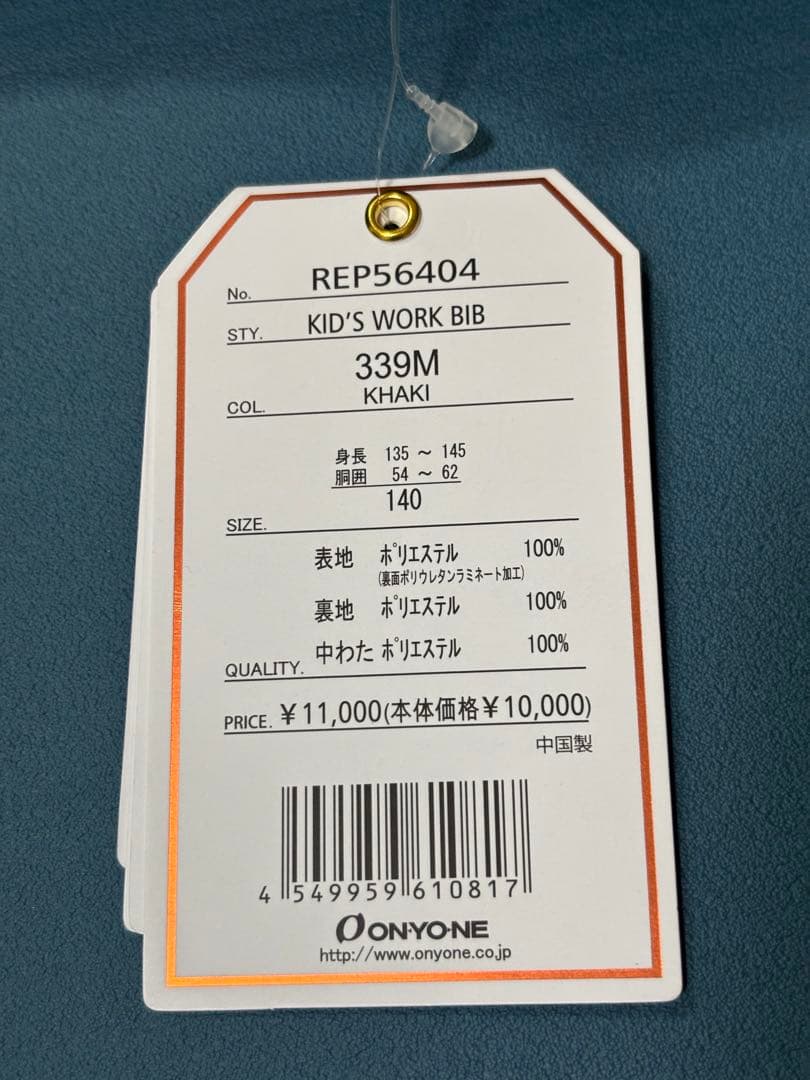 No. REP56404
STY. KID'S WORK BIB
339M
COL. KHAKI
身長 135 ～ 145
胴囲 54 ～ 62
140
SIZE.
表地 ﾎﾟﾘｴｽﾃﾙ 100%
(裏面ポリウレタンラミネート加工)
裏地 ﾎﾟﾘｴｽﾃﾙ 100%
中わた ﾎﾟﾘｴｽﾃﾙ 100%
QUALITY.
PRICE. ¥11,000(本体価格¥10,000)
中国製
4 549959 610817
ON・YO・NE
http://www.onyone.co.jp